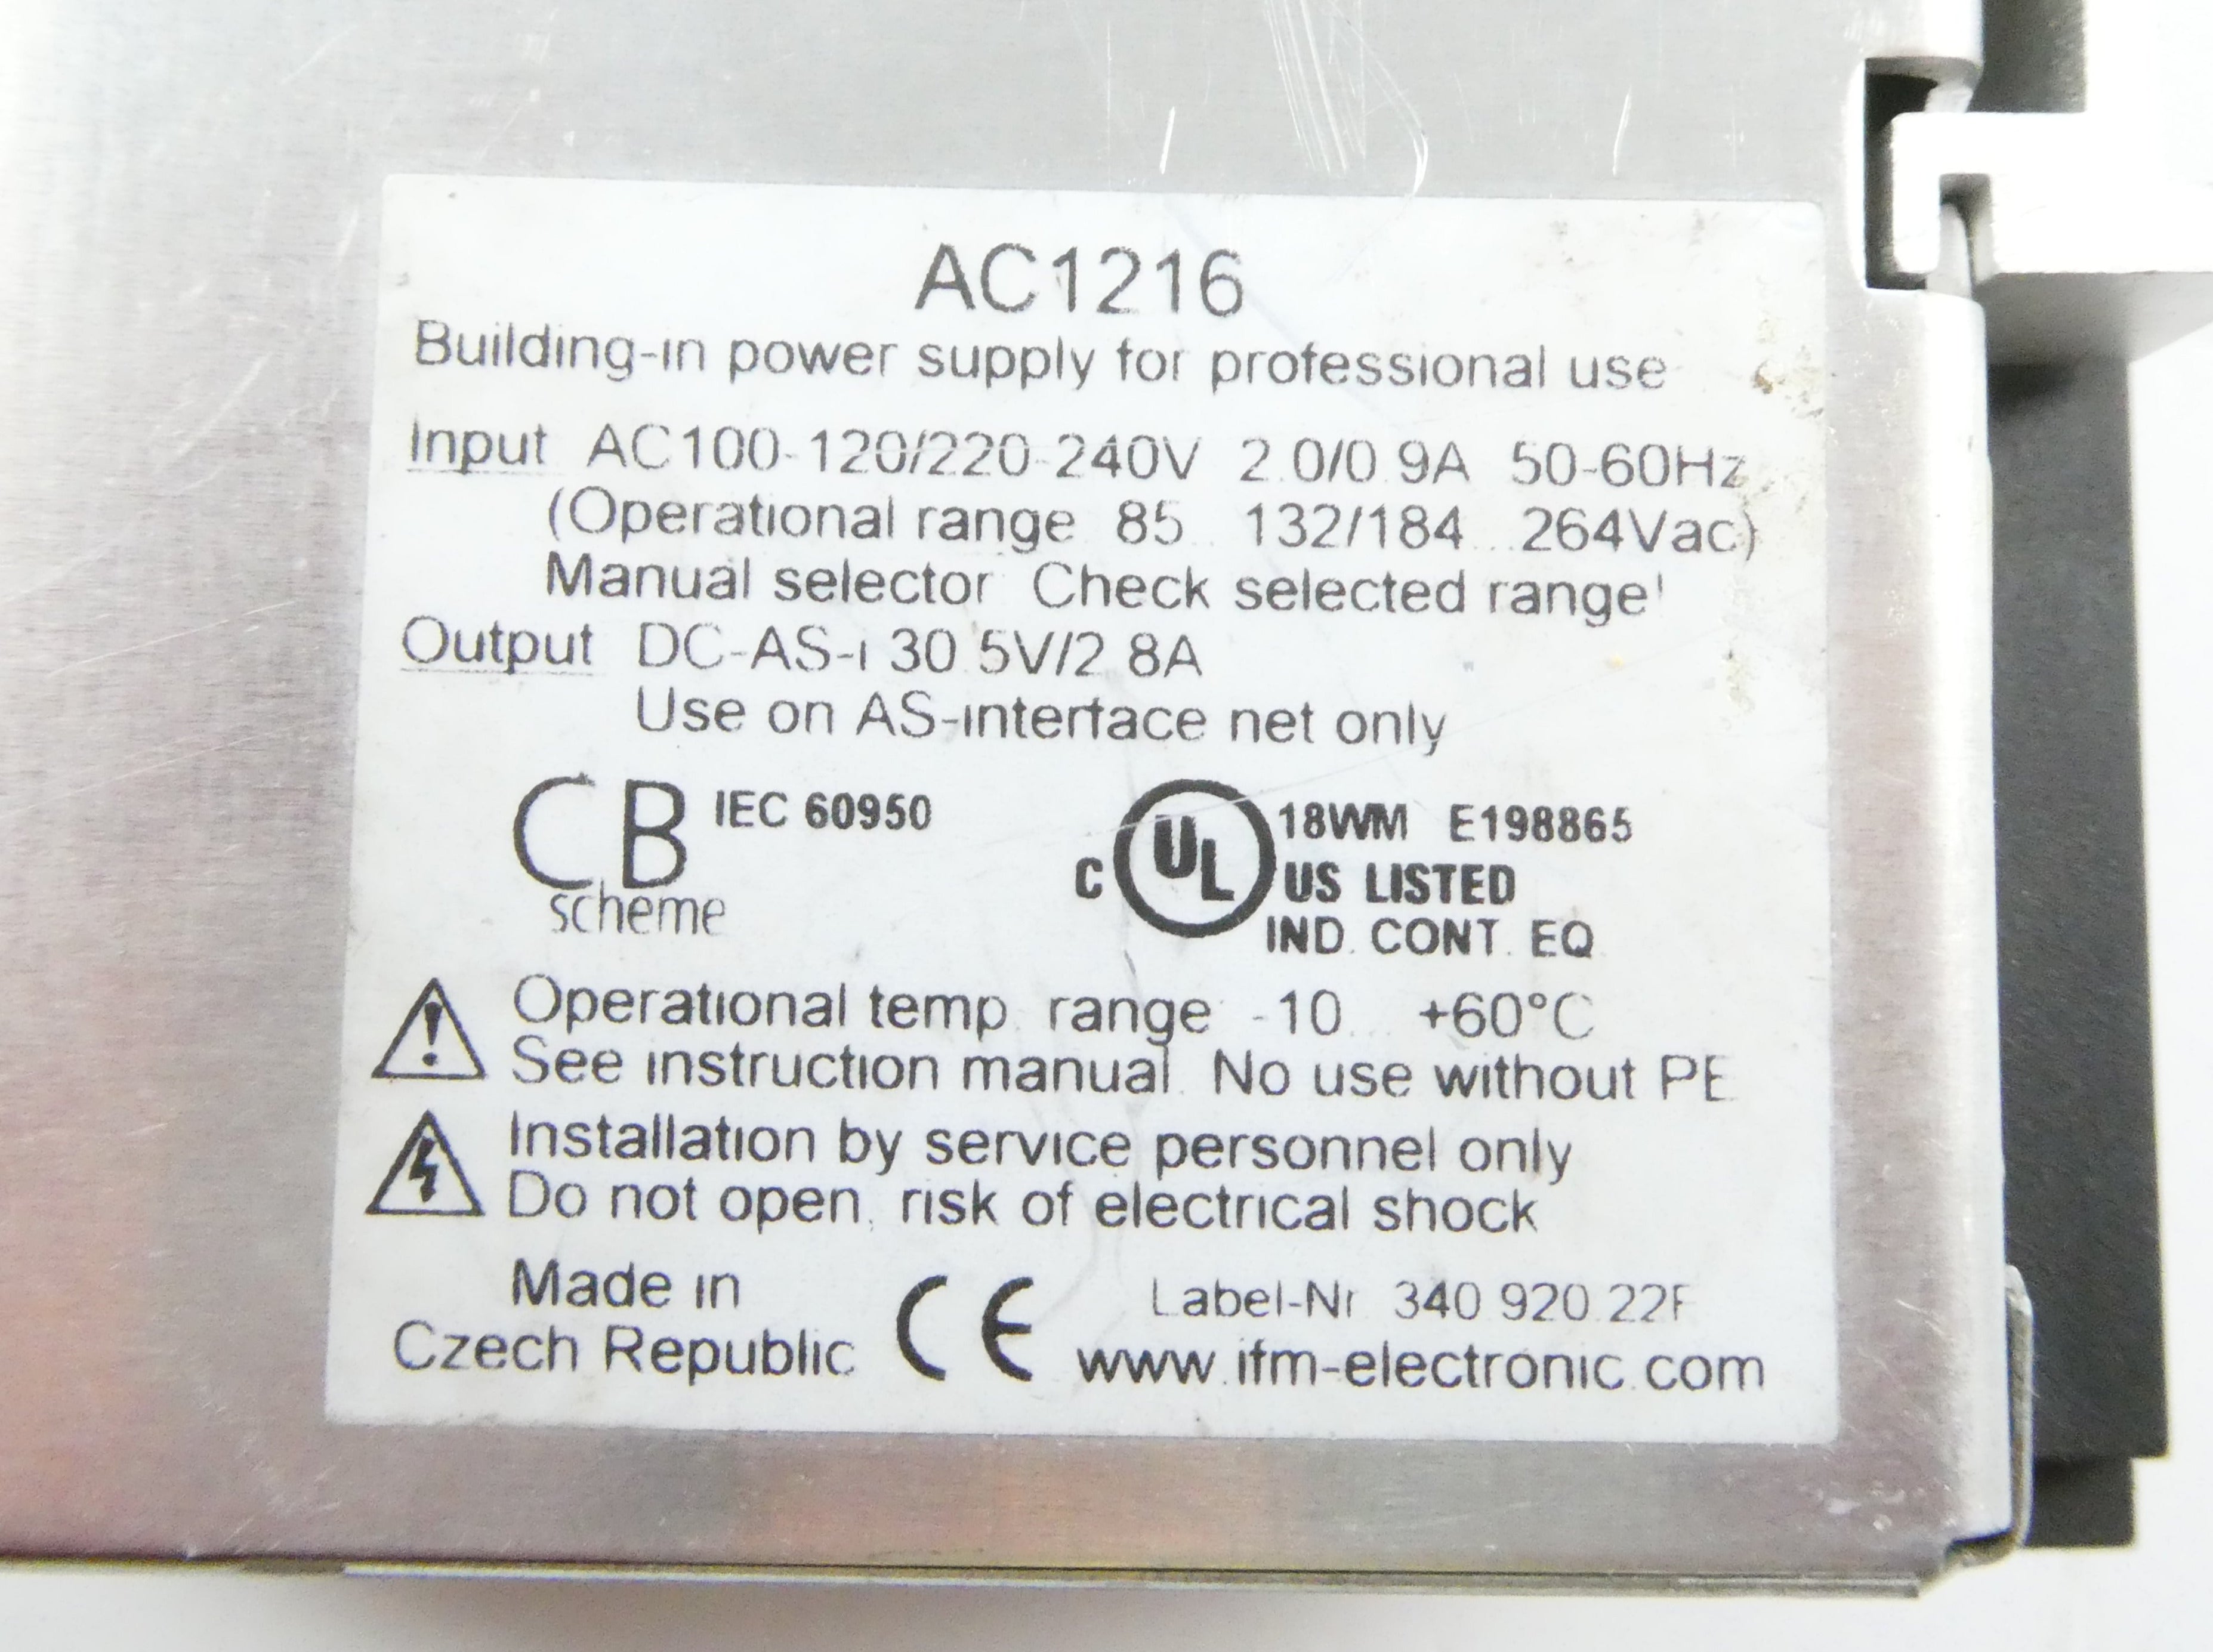 AC1216
Building-in power supply for professional use
Input AC100-120/220-240V 2.0/0.9A 50-60Hz
(Operational range 85...132/184...264Vac)
Manual selector. Check selected range!
Output DC-AS-i 30.5V/2.8A
Use on AS-interface net only
CB scheme IEC 60950
C UL US LISTED 18WM E198865
IND. CONT. EQ.
Operational temp. range -10... +60°C
See instruction manual. No use without PE.
Installation by service personnel only
Do not open, risk of electrical shock
Made in
Czech Republic
CE
Label-Nr. 340.920.22F
www.ifm-electronic.com